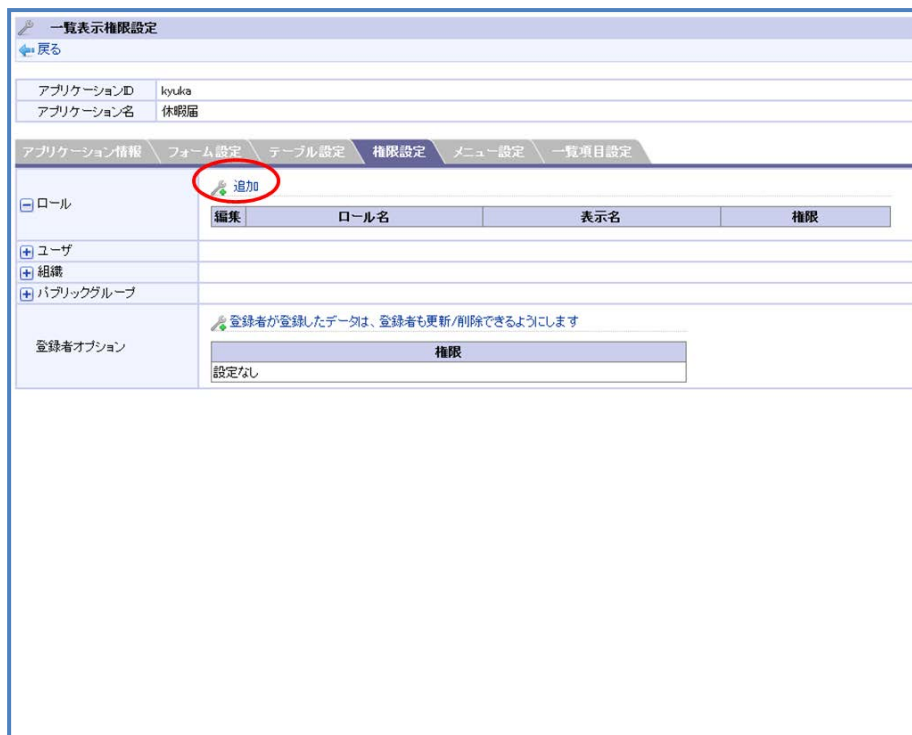 一覧表示権限設定
戻る
アプリケーションID kyuka
アプリケーション名 休暇届
アプリケーション情報 フォーム設定 テーブル設定 権限設定 メニュー設定 一覧項目設定
追加
ロール
編集 ロール名 表示名 権限
ユーザ
組織
パブリックグループ
登録者が登録したデータは、登録者も更新/削除できるようにします
登録者オプション
権限
設定なし